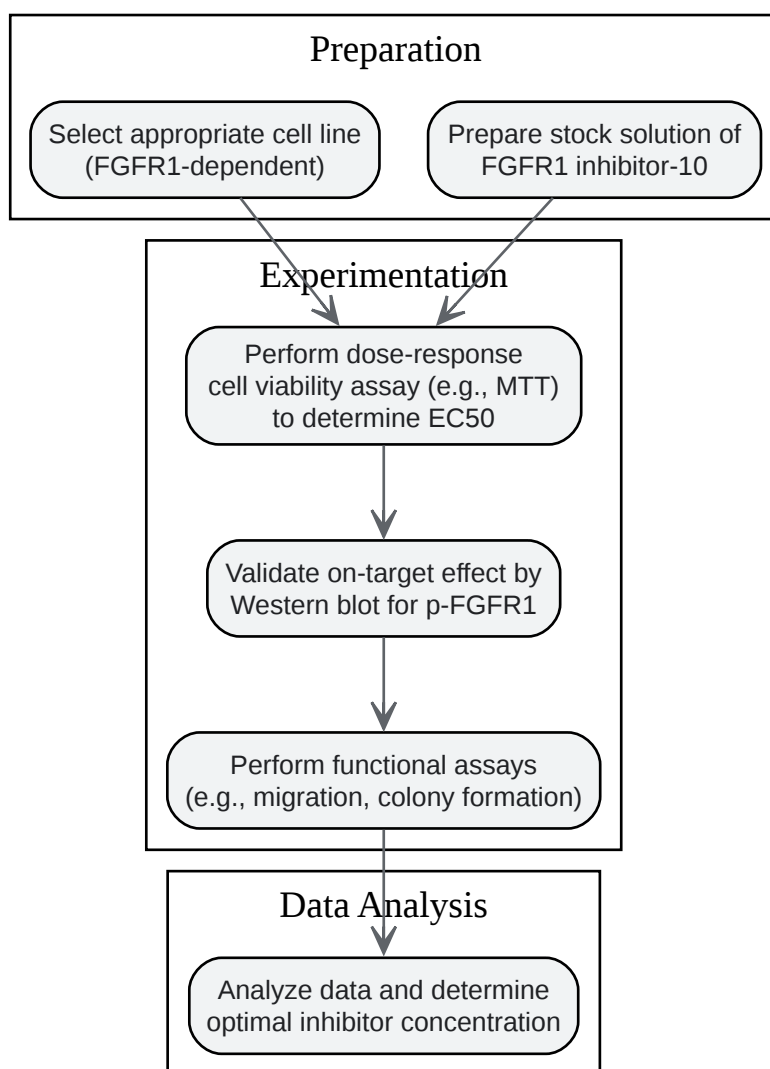 Preparation
Select appropriate cell line
(FGFR1-dependent)
Prepare stock solution of
FGFR1 inhibitor-10
Experimentation
Perform dose-response
cell viability assay (e.g., MTT)
to determine EC50
Validate on-target effect by
Western blot for p-FGFR1
Perform functional assays
(e.g., migration, colony formation)
Data Analysis
Analyze data and determine
optimal inhibitor concentration